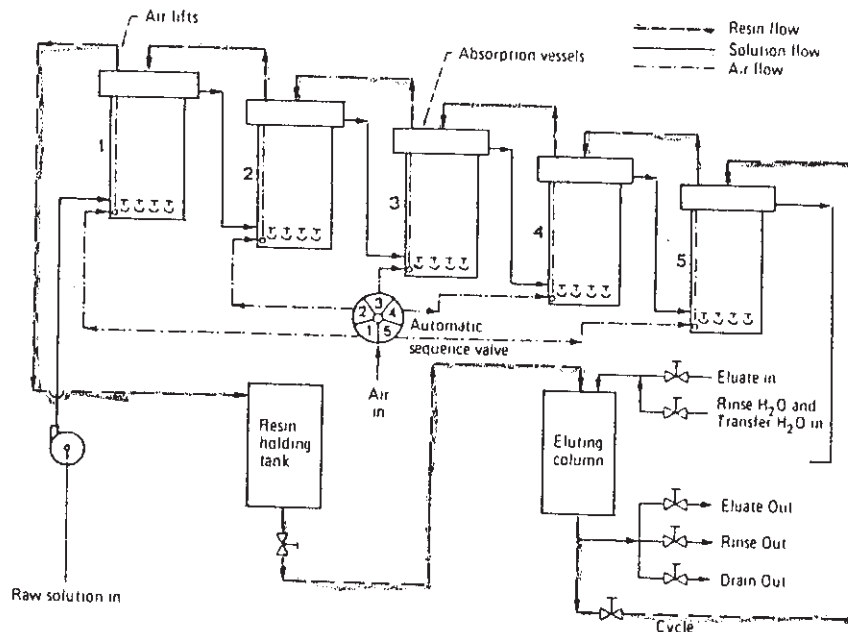 Air lifts
Resin flow
Solution flow
Air flow
Absorption vessels
1
2
3
4
5
3
2
4
1
5
Automatic
sequence valve
Air
in
Resin
holding
tank
Eluting
column
Eluate in
Rinse H₂O and
Transfer H₂O in
Eluate Out
Rinse Out
Drain Out
Raw solution in
Cycle